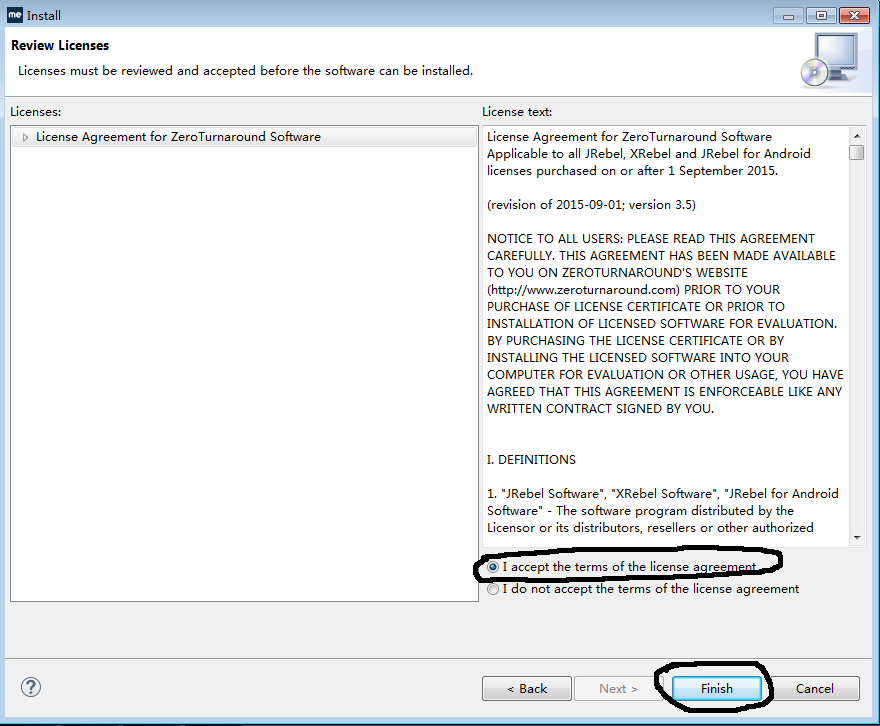 me Install
Review Licenses
Licenses must be reviewed and accepted before the software can be installed.
Licenses:
License Agreement for ZeroTurnaround Software
License text:
License Agreement for ZeroTurnaround Software
Applicable to all JRebel, XRebel and JRebel for Android
licenses purchased on or after 1 September 2015.
(revision of 2015-09-01; version 3.5)
NOTICE TO ALL USERS: PLEASE READ THIS AGREEMENT
CAREFULLY. THIS AGREEMENT HAS BEEN MADE AVAILABLE
TO YOU ON ZEROTURNAROUND'S WEBSITE
(http://www.zeroturnaround.com) PRIOR TO YOUR
PURCHASE OF LICENSE CERTIFICATE OR PRIOR TO
INSTALLATION OF LICENSED SOFTWARE FOR EVALUATION.
BY PURCHASING THE LICENSE CERTIFICATE OR BY
INSTALLING THE LICENSED SOFTWARE INTO YOUR
COMPUTER FOR EVALUATION OR OTHER USAGE, YOU HAVE
AGREED THAT THIS AGREEMENT IS ENFORCEABLE LIKE ANY
WRITTEN CONTRACT SIGNED BY YOU.
I. DEFINITIONS
1. "JRebel Software", "XRebel Software", "JRebel for Android
Software" - The software program distributed by the
Licensor or its distributors, resellers or other authorized
I accept the terms of the license agreement
I do not accept the terms of the license agreement
? < Back Next > Finish Cancel